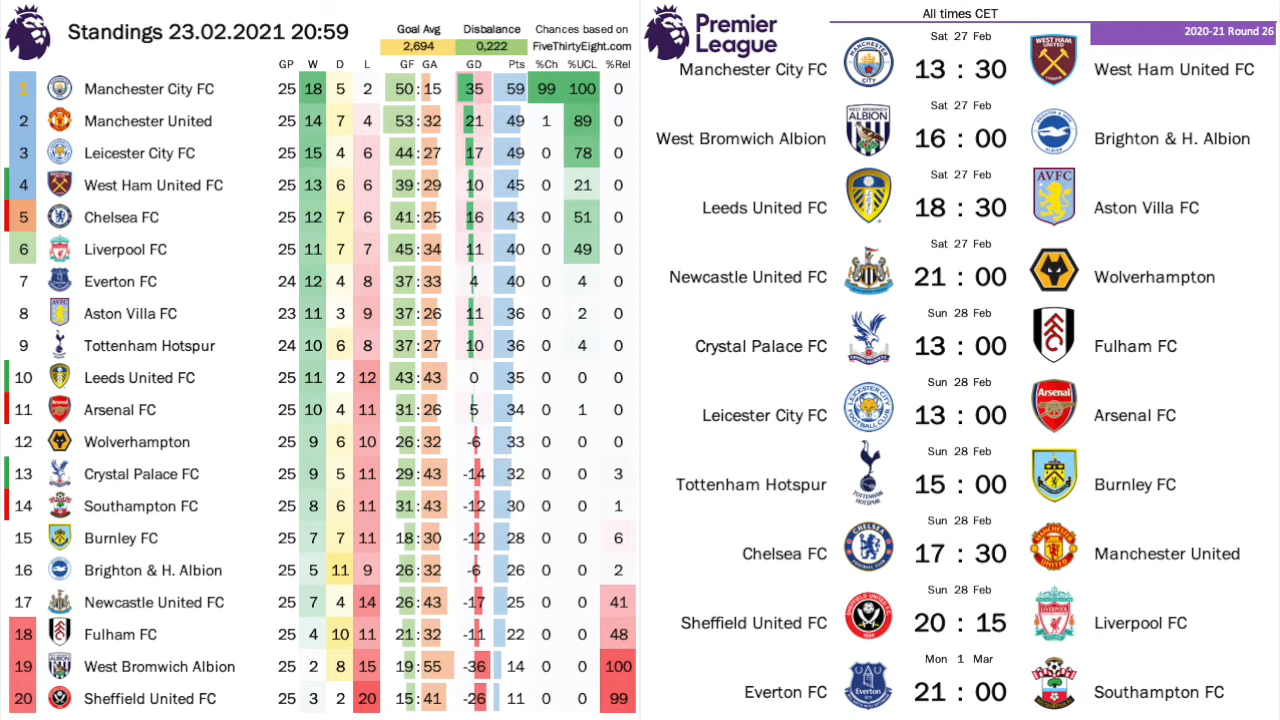 Standings 23.02.2021 20:59
Goal Avg Disbalance Chances based on
2,694 0,222 FiveThirtyEight.com
GP W D L GF GA GD Pts %Ch %UCL %Rel
1 Manchester City FC 25 18 5 2 50:15 35 59 99 100 0
2 Manchester United 25 14 7 4 53:32 21 49 1 89 0
3 Leicester City FC 25 15 4 6 44:27 17 49 0 78 0
4 West Ham United FC 25 13 6 6 39:29 10 45 0 21 0
5 Chelsea FC 25 12 7 6 41:25 16 43 0 51 0
6 Liverpool FC 25 11 7 7 45:34 11 40 0 49 0
7 Everton FC 24 12 4 8 37:33 4 40 0 4 0
8 Aston Villa FC 23 11 3 9 37:26 11 36 0 2 0
9 Tottenham Hotspur 24 10 6 8 37:27 10 36 0 4 0
10 Leeds United FC 25 11 2 12 43:43 0 35 0 0 0
11 Arsenal FC 25 10 4 11 31:26 5 34 0 1 0
12 Wolverhampton 25 9 6 10 26:32 -6 33 0 0 0
13 Crystal Palace FC 25 9 5 11 29:43 -14 32 0 0 3
14 Southampton FC 25 8 6 11 31:43 -12 30 0 0 1
15 Burnley FC 25 7 7 11 18:30 -12 28 0 0 6
16 Brighton & H. Albion 25 5 11 9 26:32 -6 26 0 0 2
17 Newcastle United FC 25 7 4 14 26:43 -17 25 0 0 41
18 Fulham FC 25 4 10 11 21:32 -11 22 0 0 48
19 West Bromwich Albion 25 2 8 15 19:55 -36 14 0 0 100
20 Sheffield United FC 25 3 2 20 15:41 -26 11 0 0 99
Premier
League
All times CET
2020-21 Round 26
Sat 27 Feb
Manchester City FC 13 : 30 West Ham United FC
Sat 27 Feb
West Bromwich Albion 16 : 00 Brighton & H. Albion
Sat 27 Feb
Leeds United FC 18 : 30 Aston Villa FC
Sat 27 Feb
Newcastle United FC 21 : 00 Wolverhampton
Sun 28 Feb
Crystal Palace FC 13 : 00 Fulham FC
Sun 28 Feb
Leicester City FC 13 : 00 Arsenal FC
Sun 28 Feb
Tottenham Hotspur 15 : 00 Burnley FC
Sun 28 Feb
Chelsea FC 17 : 30 Manchester United
Sun 28 Feb
Sheffield United FC 20 : 15 Liverpool FC
Mon 1 Mar
Everton FC 21 : 00 Southampton FC